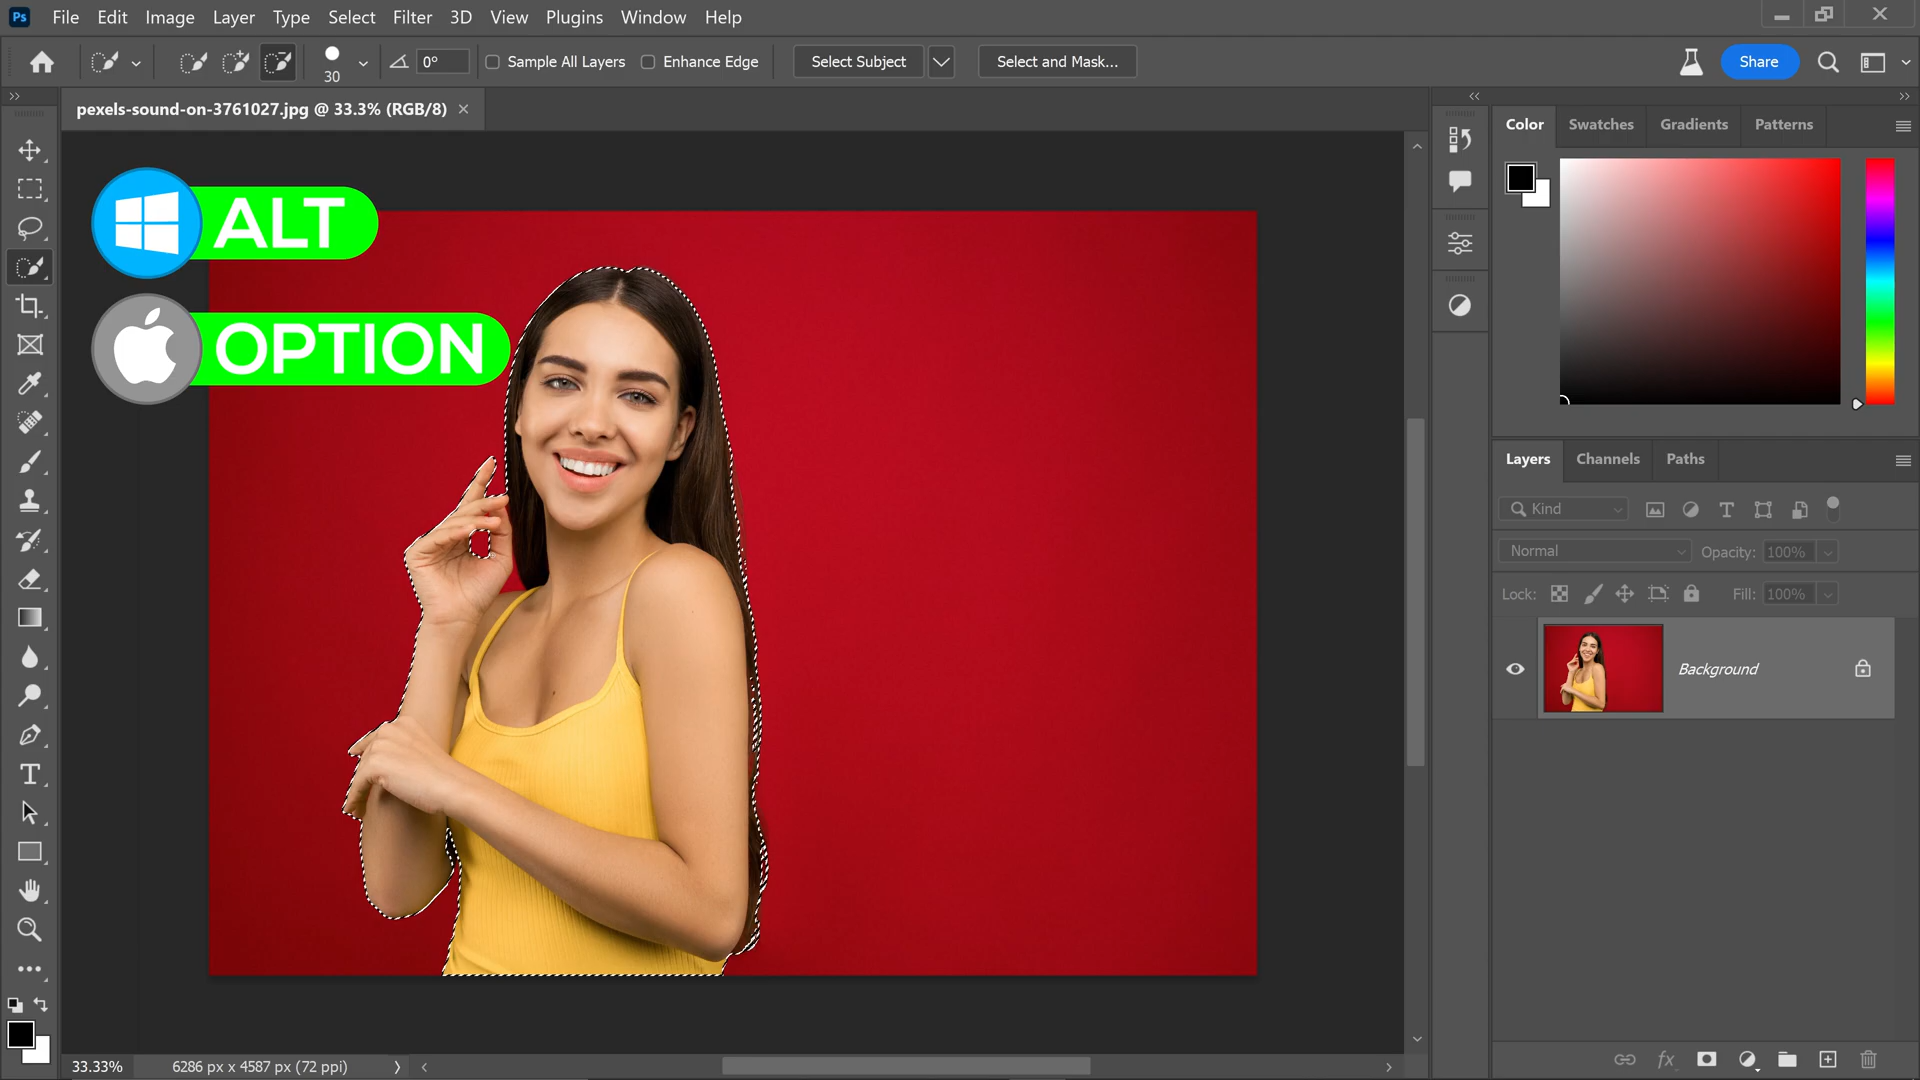 Ps File Edit Image Layer Type Select Filter 3D View Plugins Window Help
30 0° Sample All Layers Enhance Edge Select Subject Select and Mask... Share
pexels-sound-on-3761027.jpg @ 33.3% (RGB/8)
Color Swatches Gradients Patterns
ALT
OPTION
Layers Channels Paths
Kind
Normal Opacity: 100%
Lock: Fill: 100%
Background
33.33% 6286 px x 4587 px (72 ppi)
fx